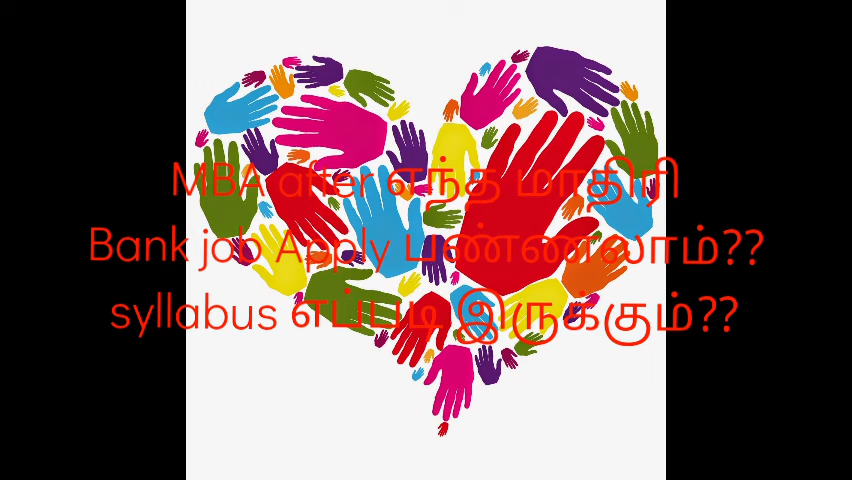 MBA after எந்த மாதிரி
Bank job Apply பண்ணலாம்??
syllabus எப்படி இருக்கும்??